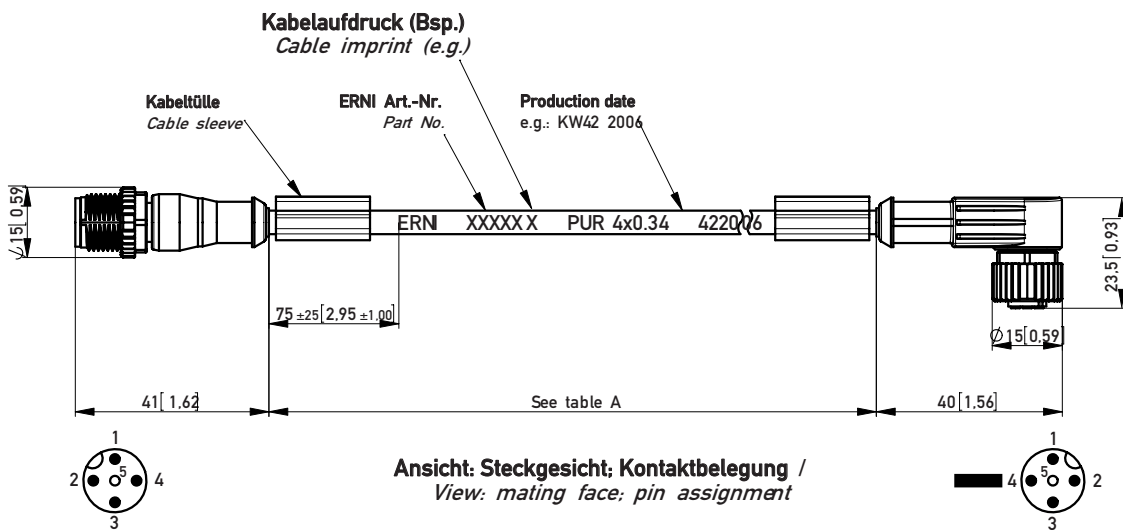 Kabelaufdruck (Bsp.)
Cable imprint (e.g.)
Kabeltülle
Cable sleeve
ERNI Art.-Nr.
Part No.
Production date
e.g.: KW42 2006
ERNI XXXXX X PUR 4x0.34 422006
15[0,59]
23,5[0,93]
75 ±25[2,95 ±1,00]
∅15[0,59]
41[1,62]
See table A
40[1,56]
1
2 5 4
3
Ansicht: Steckgesicht; Kontaktbelegung /
View: mating face; pin assignment
1
4 5 2
3